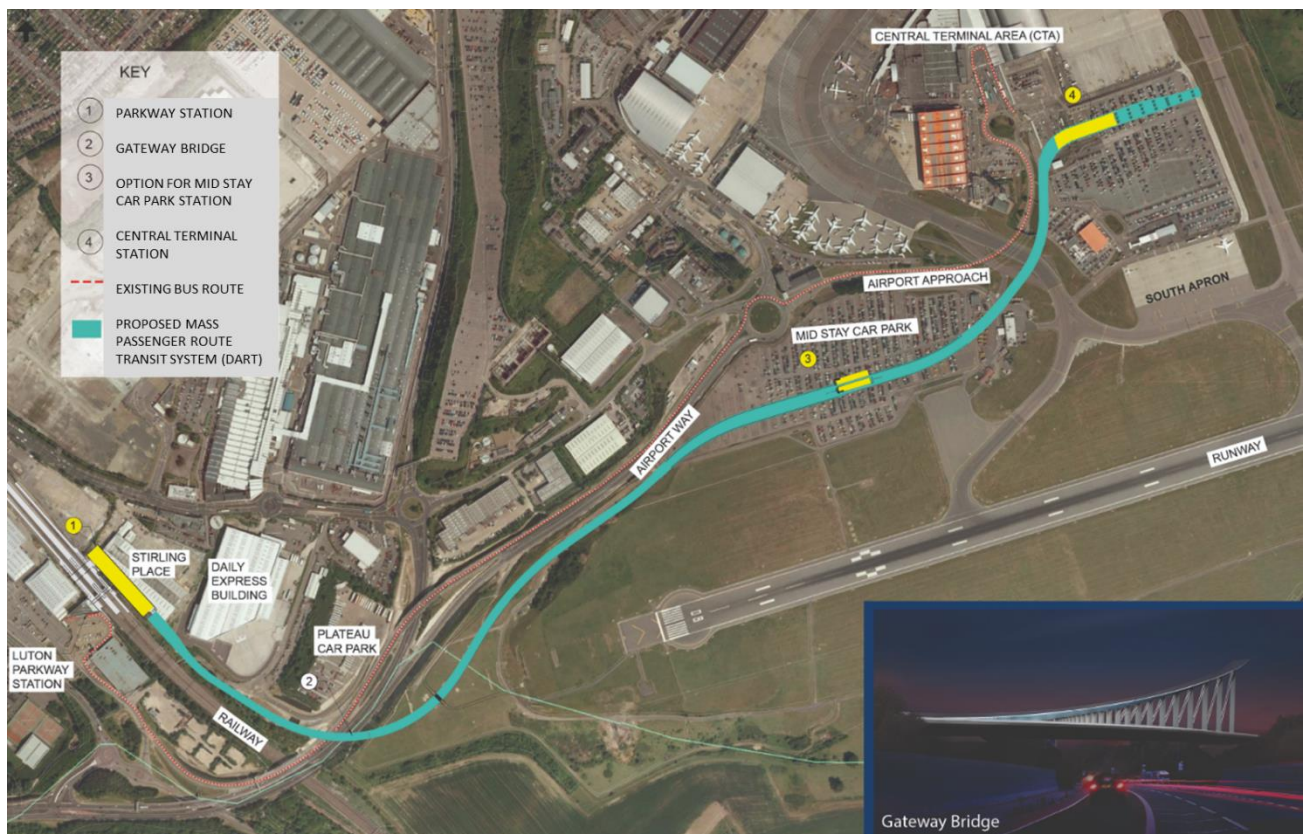 KEY
1 PARKWAY STATION
2 GATEWAY BRIDGE
3 OPTION FOR MID STAY
CAR PARK STATION
4 CENTRAL TERMINAL
STATION
EXISTING BUS ROUTE
PROPOSED MASS
PASSENGER ROUTE
TRANSIT SYSTEM (DART)
CENTRAL TERMINAL AREA (CTA)
4
AIRPORT APPROACH
SOUTH APRON
MID STAY CAR PARK
3
AIRPORT WAY
RUNWAY
1
STIRLING
PLACE
DAILY
EXPRESS
BUILDING
PLATEAU
CAR PARK
2
LUTON
PARKWAY
STATION
RAILWAY
08
Gateway Bridge